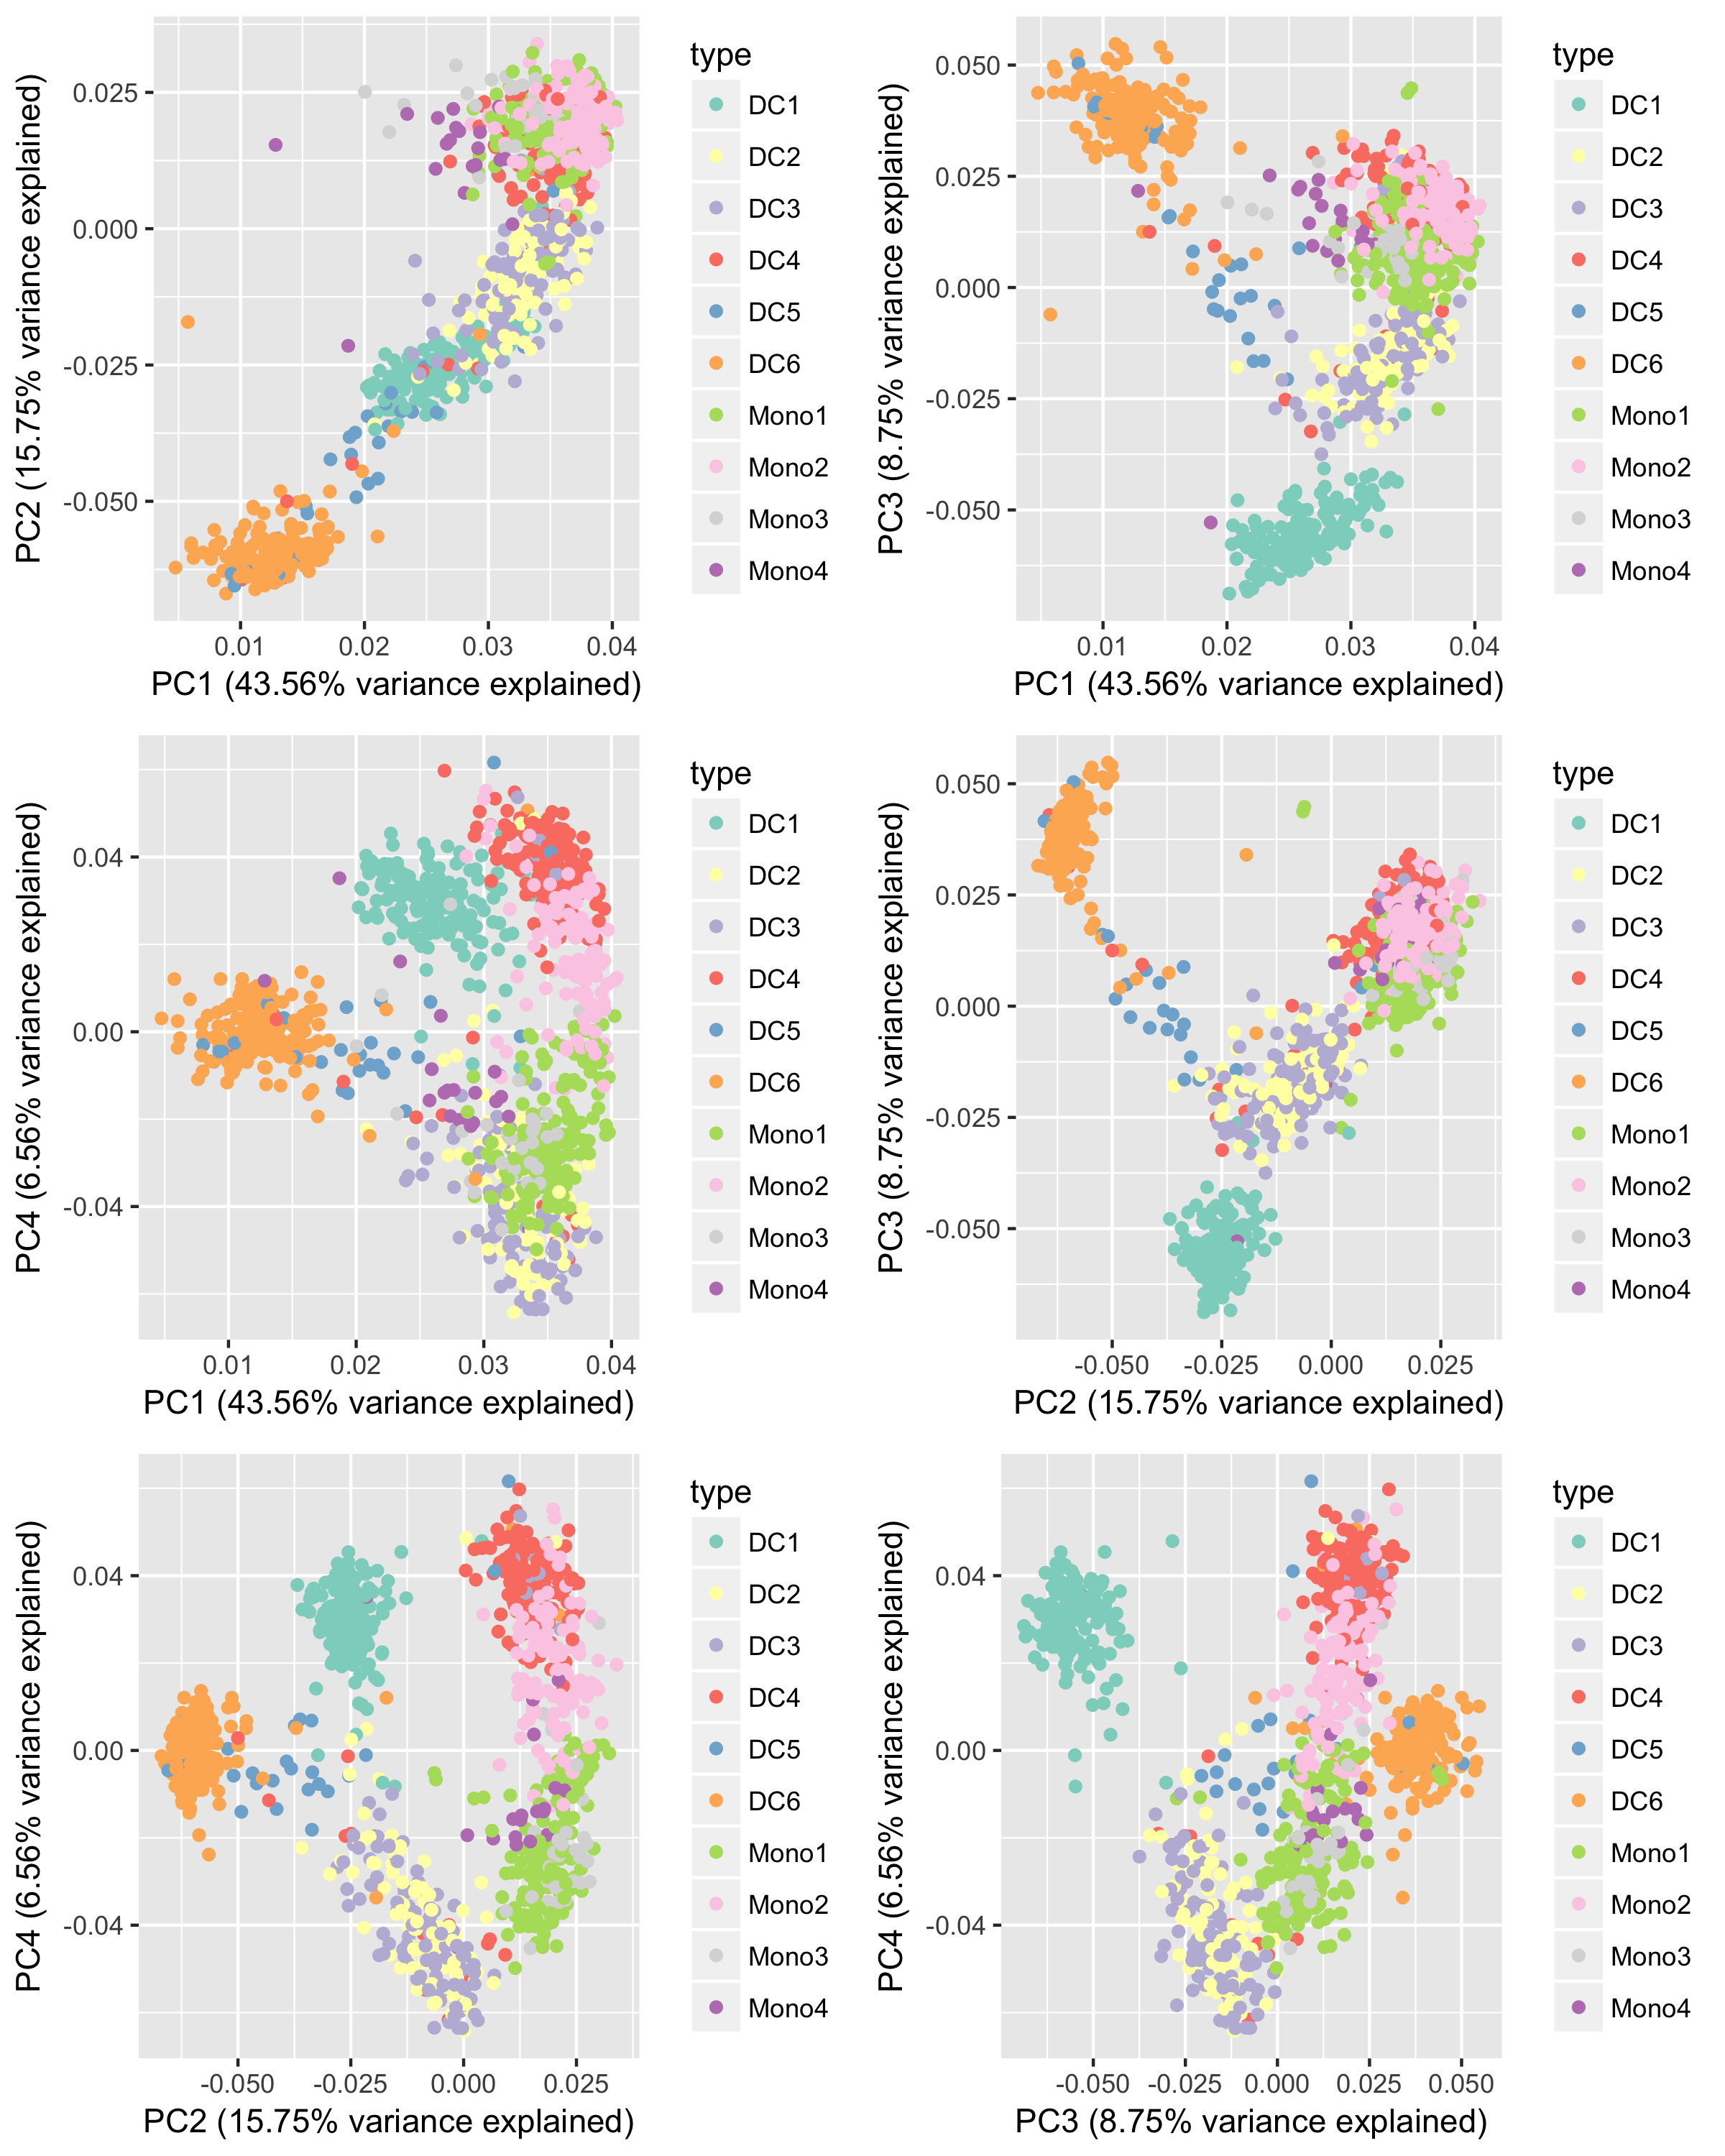 type
DC1
DC2
DC3
DC4
DC5
DC6
Mono1
Mono2
Mono3
Mono4
0.025
0.000
-0.025
-0.050
0.01 0.02 0.03 0.04
PC1 (43.56% variance explained)
PC2 (15.75% variance explained)
type
DC1
DC2
DC3
DC4
DC5
DC6
Mono1
Mono2
Mono3
Mono4
0.050
0.025
0.000
-0.025
-0.050
0.01 0.02 0.03 0.04
PC1 (43.56% variance explained)
PC3 (8.75% variance explained)
type
DC1
DC2
DC3
DC4
DC5
DC6
Mono1
Mono2
Mono3
Mono4
0.04
0.00
-0.04
0.01 0.02 0.03 0.04
PC1 (43.56% variance explained)
PC4 (6.56% variance explained)
type
DC1
DC2
DC3
DC4
DC5
DC6
Mono1
Mono2
Mono3
Mono4
0.050
0.025
0.000
-0.025
-0.050
-0.050 -0.025 0.000 0.025
PC2 (15.75% variance explained)
PC3 (8.75% variance explained)
type
DC1
DC2
DC3
DC4
DC5
DC6
Mono1
Mono2
Mono3
Mono4
0.04
0.00
-0.04
-0.050 -0.025 0.000 0.025
PC2 (15.75% variance explained)
PC4 (6.56% variance explained)
type
DC1
DC2
DC3
DC4
DC5
DC6
Mono1
Mono2
Mono3
Mono4
0.04
0.00
-0.04
-0.050 -0.025 0.000 0.025 0.050
PC3 (8.75% variance explained)
PC4 (6.56% variance explained)